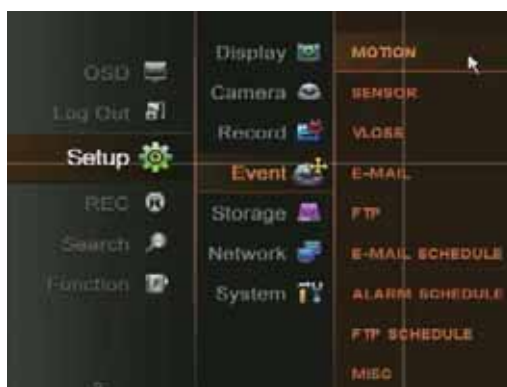 OSD
Log Out
Setup
REC
Search
Function
Display
Camera
Record
Event
Storage
Network
System
MOTION
SENSOR
VLOSS
E-MAIL
FTP
E-MAIL SCHEDULE
ALARM SCHEDULE
FTP SCHEDULE
MISC